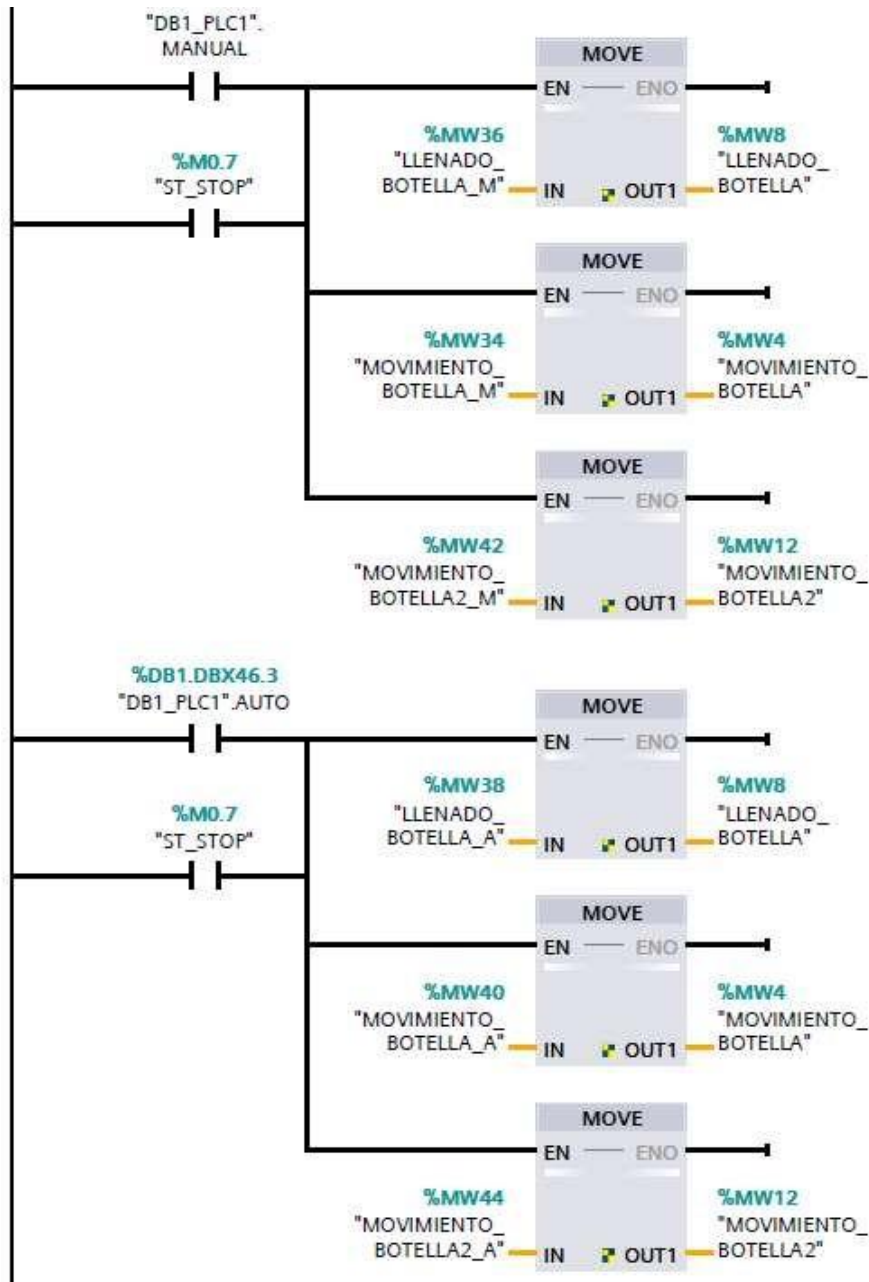 "DB1_PLC1".
MANUAL
MOVE
EN ENO
%MW36
"LLENADO_
BOTELLA_M"
IN OUT1
%MW8
"LLENADO_
BOTELLA"
%M0.7
"ST_STOP"
MOVE
EN ENO
%MW34
"MOVIMIENTO_
BOTELLA_M"
IN OUT1
%MW4
"MOVIMIENTO_
BOTELLA"
MOVE
EN ENO
%MW42
"MOVIMIENTO_
BOTELLA2_M"
IN OUT1
%MW12
"MOVIMIENTO_
BOTELLA2"
%DB1.DBX46.3
"DB1_PLC1".AUTO
MOVE
EN ENO
%MW38
"LLENADO_
BOTELLA_A"
IN OUT1
%MW8
"LLENADO_
BOTELLA"
%M0.7
"ST_STOP"
MOVE
EN ENO
%MW40
"MOVIMIENTO_
BOTELLA_A"
IN OUT1
%MW4
"MOVIMIENTO_
BOTELLA"
MOVE
EN ENO
%MW44
"MOVIMIENTO_
BOTELLA2_A"
IN OUT1
%MW12
"MOVIMIENTO_
BOTELLA2"